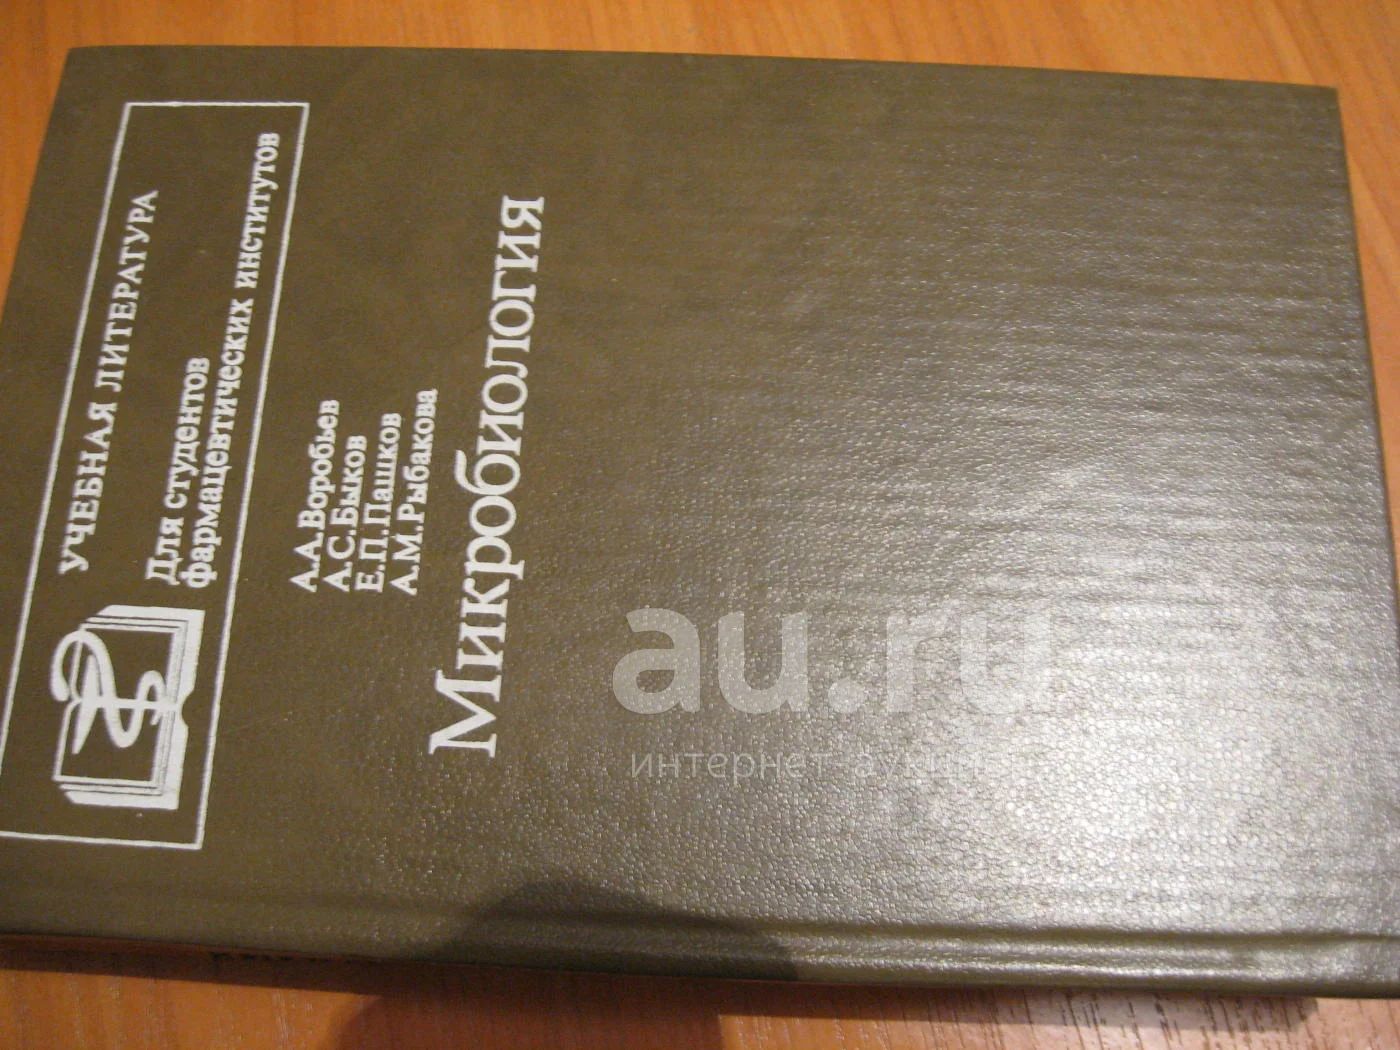 УЧЕБНАЯ ЛИТЕРАТУРА
Для студентов
фармацевтических институтов
А.А.Воробьев
А.С.Быков
Е.П.Пашков
А.М.Рыбакова
Микробиология
au.ru
интернет-аукцион